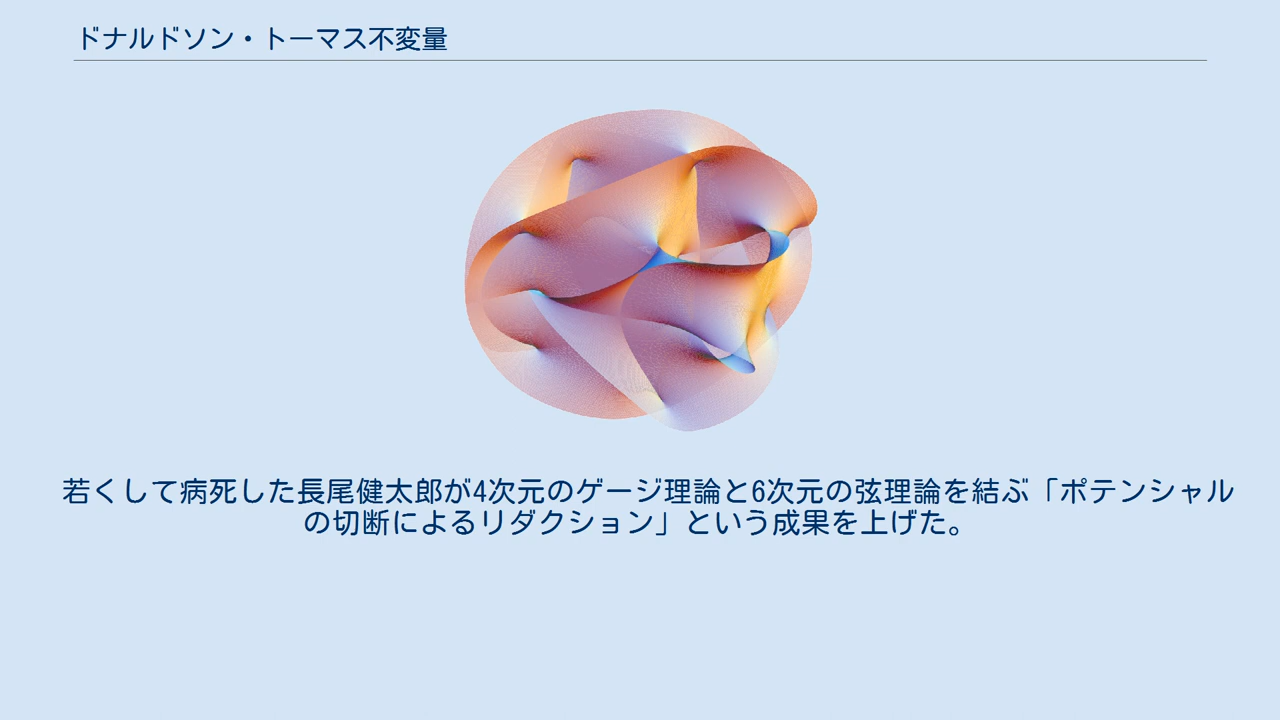 ドナルドソン・トーマス不変量
若くして病死した長尾健太郎が4次元のゲージ理論と6次元の弦理論を結ぶ「ポテンシャル
の切断によるリダクション」という成果を上げた。